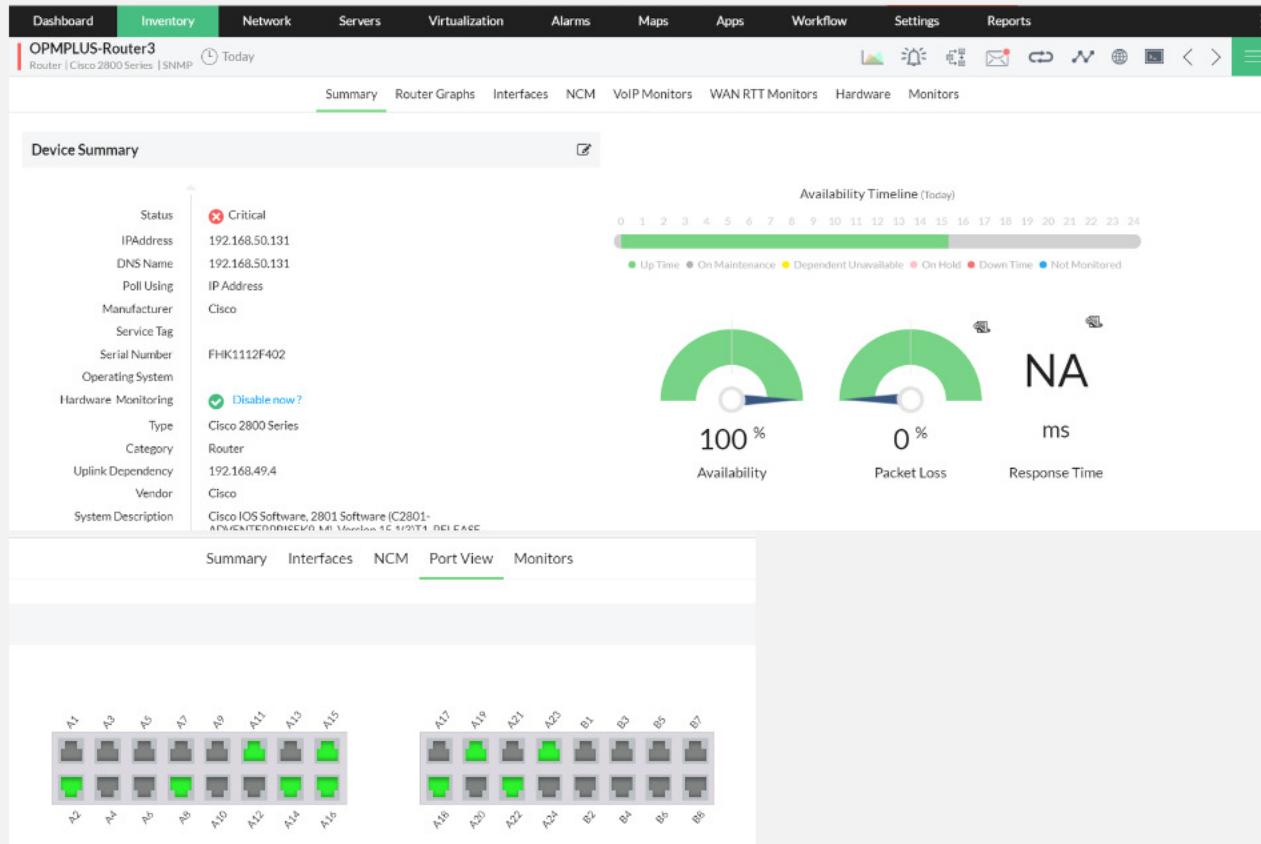 Dashboard Inventory Network Servers Virtualization Alarms Maps Apps Workflow Settings Reports
OPMPLUS-Router3
Router | Cisco 2800 Series | SNMP
Today
Summary Router Graphs Interfaces NCM VoIP Monitors WAN RTT Monitors Hardware Monitors
Device Summary
Status Critical
IPAddress 192.168.50.131
DNS Name 192.168.50.131
Poll Using IP Address
Manufacturer Cisco
Service Tag
Serial Number FHK1112F402
Operating System
Hardware Monitoring Disable now ?
Type Cisco 2800 Series
Category Router
Uplink Dependency 192.168.49.4
Vendor Cisco
System Description Cisco IOS Software, 2801 Software (C2801-
ADVENTERPRISEK9-M), Version 15.1(3)T1, RELEASE
Availability Timeline (Today)
0 1 2 3 4 5 6 7 8 9 10 11 12 13 14 15 16 17 18 19 20 21 22 23 24
Up Time On Maintenance Dependent Unavailable On Hold Down Time Not Monitored
100 %
Availability
0 %
Packet Loss
NA
ms
Response Time
Summary Interfaces NCM Port View Monitors
A1 A3 A5 A7 A9 A11 A13 A15 A17 A19 A21 A23 B1 B3 B5 B7
A2 A4 A6 A8 A10 A12 A14 A16 A18 A20 A22 A24 B2 B4 B6 B8